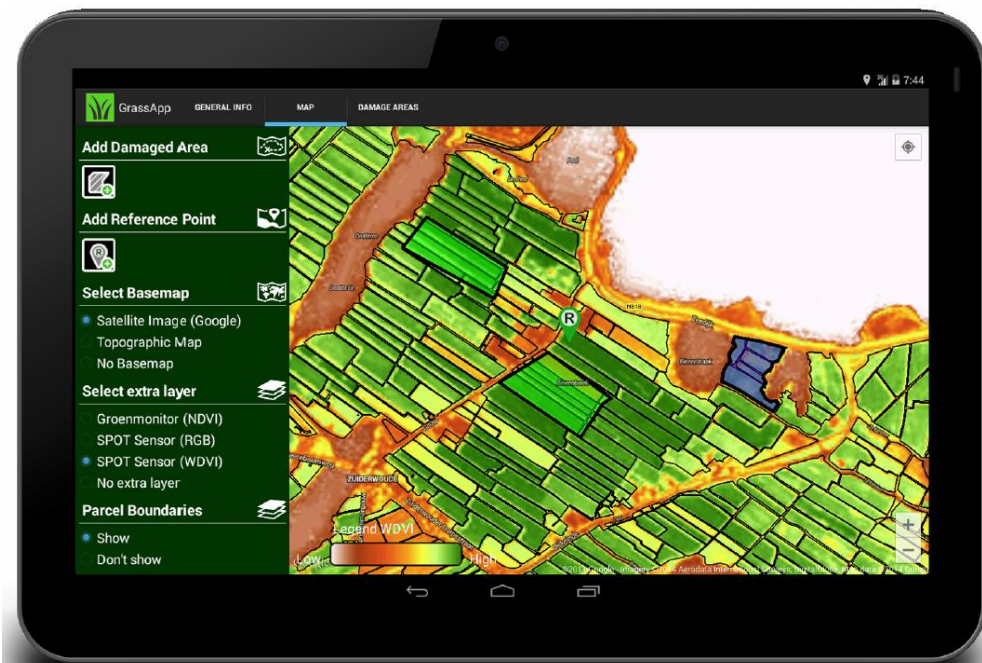 7:44
GrassApp GENERAL INFO MAP DAMAGE AREAS
Add Damaged Area
Add Reference Point
R
Select Basemap
Satellite Image (Google)
Topographic Map
No Basemap
Select extra layer
Groenmonitor (NDVI)
SPOT Sensor (RGB)
SPOT Sensor (WDVI)
No extra layer
Parcel Boundaries
Show
Don't show
R
N518
Zeedijk
ZUIDERWOUDE
Legend WDVI
Low High
+
−